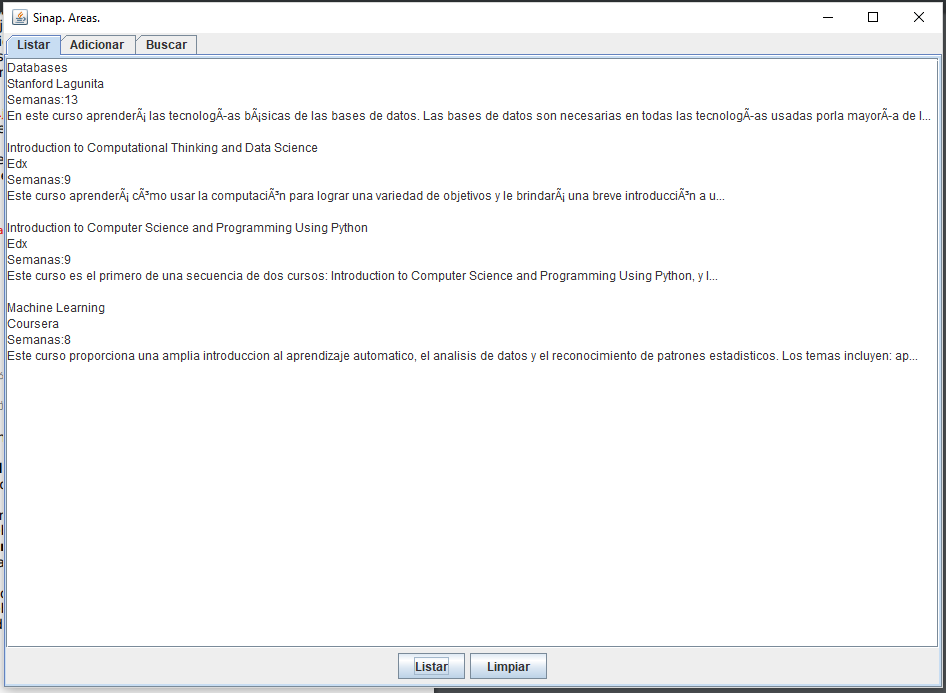 Sinap. Areas.
Listar Adicionar Buscar
Databases
Stanford Lagunita
Semanas:13
En este curso aprenderÃ¡ las tecnologÃ­as bÃ¡sicas de las bases de datos. Las bases de datos son necesarias en todas las tecnologÃ­as usadas porla mayorÃ­a de l...
Introduction to Computational Thinking and Data Science
Edx
Semanas:9
Este curso aprenderÃ¡ cÃ³mo usar la computaciÃ³n para lograr una variedad de objetivos y le brindarÃ¡ una breve introducciÃ³n a u...
Introduction to Computer Science and Programming Using Python
Edx
Semanas:9
Este curso es el primero de una secuencia de dos cursos: Introduction to Computer Science and Programming Using Python, y l...
Machine Learning
Coursera
Semanas:8
Este curso proporciona una amplia introduccion al aprendizaje automatico, el analisis de datos y el reconocimiento de patrones estadisticos. Los temas incluyen: ap...
Listar Limpiar